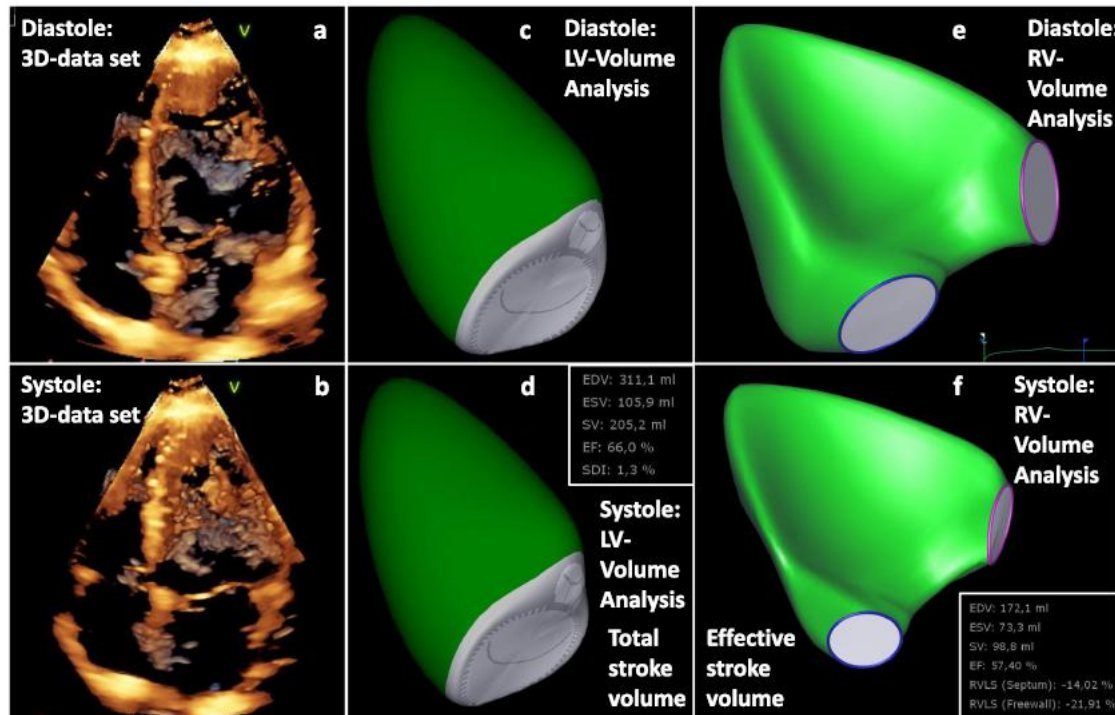 Diastole:
3D-data set
a
V
c
Diastole:
LV-Volume
Analysis
e
Diastole:
RV-
Volume
Analysis
Systole:
3D-data set
b
V
d
EDV: 311,1 ml
ESV: 105,9 ml
SV: 205,2 ml
EF: 66,0 %
SDI: 1,3 %
Systole:
LV-
Volume
Analysis
Total
stroke
volume
f
Systole:
RV-
Volume
Analysis
Effective
stroke
volume
EDV: 172,1 ml
ESV: 73,3 ml
SV: 98,8 ml
EF: 57,40 %
RVLS (Septum): -14,02 %
RVLS (Freewall): -21,91 %